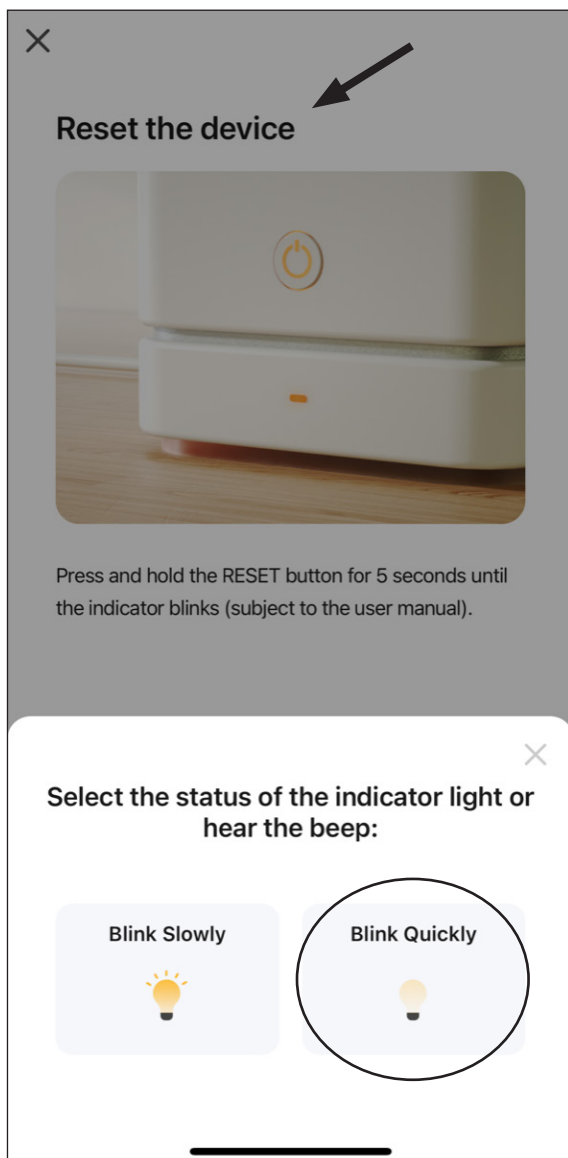 Reset the device
Press and hold the RESET button for 5 seconds until
the indicator blinks (subject to the user manual).
Select the status of the indicator light or
hear the beep:
Blink Slowly
Blink Quickly